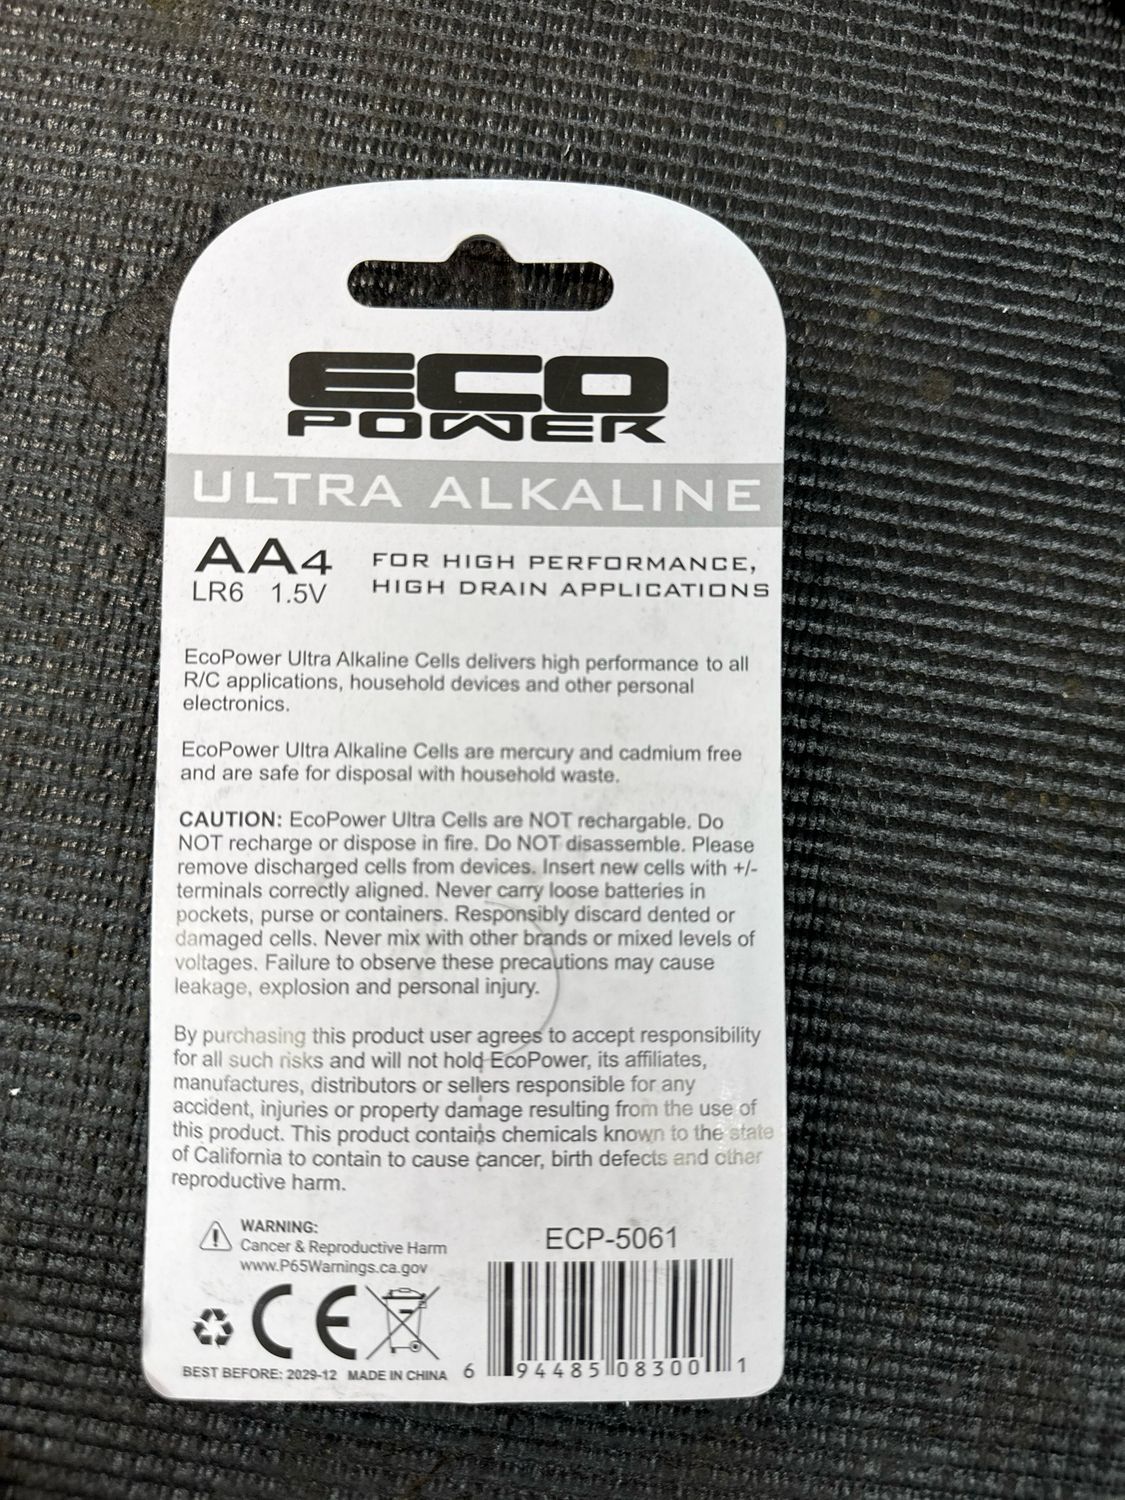 ECO
POWER
ULTRA ALKALINE
AA4
LR6 1.5V
FOR HIGH PERFORMANCE,
HIGH DRAIN APPLICATIONS
EcoPower Ultra Alkaline Cells delivers high performance to all
R/C applications, household devices and other personal
electronics.
EcoPower Ultra Alkaline Cells are mercury and cadmium free
and are safe for disposal with household waste.
CAUTION: EcoPower Ultra Cells are NOT rechargable. Do
NOT recharge or dispose in fire. Do NOT disassemble. Please
remove discharged cells from devices. Insert new cells with +/-
terminals correctly aligned. Never carry loose batteries in
pockets, purse or containers. Responsibly discard dented or
damaged cells. Never mix with other brands or mixed levels of
voltages. Failure to observe these precautions may cause
leakage, explosion and personal injury.
By purchasing this product user agrees to accept responsibility
for all such risks and will not hold EcoPower, its affiliates,
manufactures, distributors or sellers responsible for any
accident, injuries or property damage resulting from the use of
this product. This product contains chemicals known to the state
of California to contain to cause cancer, birth defects and other
reproductive harm.
WARNING:
Cancer & Reproductive Harm
www.P65Warnings.ca.gov
ECP-5061
CE
BEST BEFORE: 2029-12 MADE IN CHINA
6 94485 08300 1